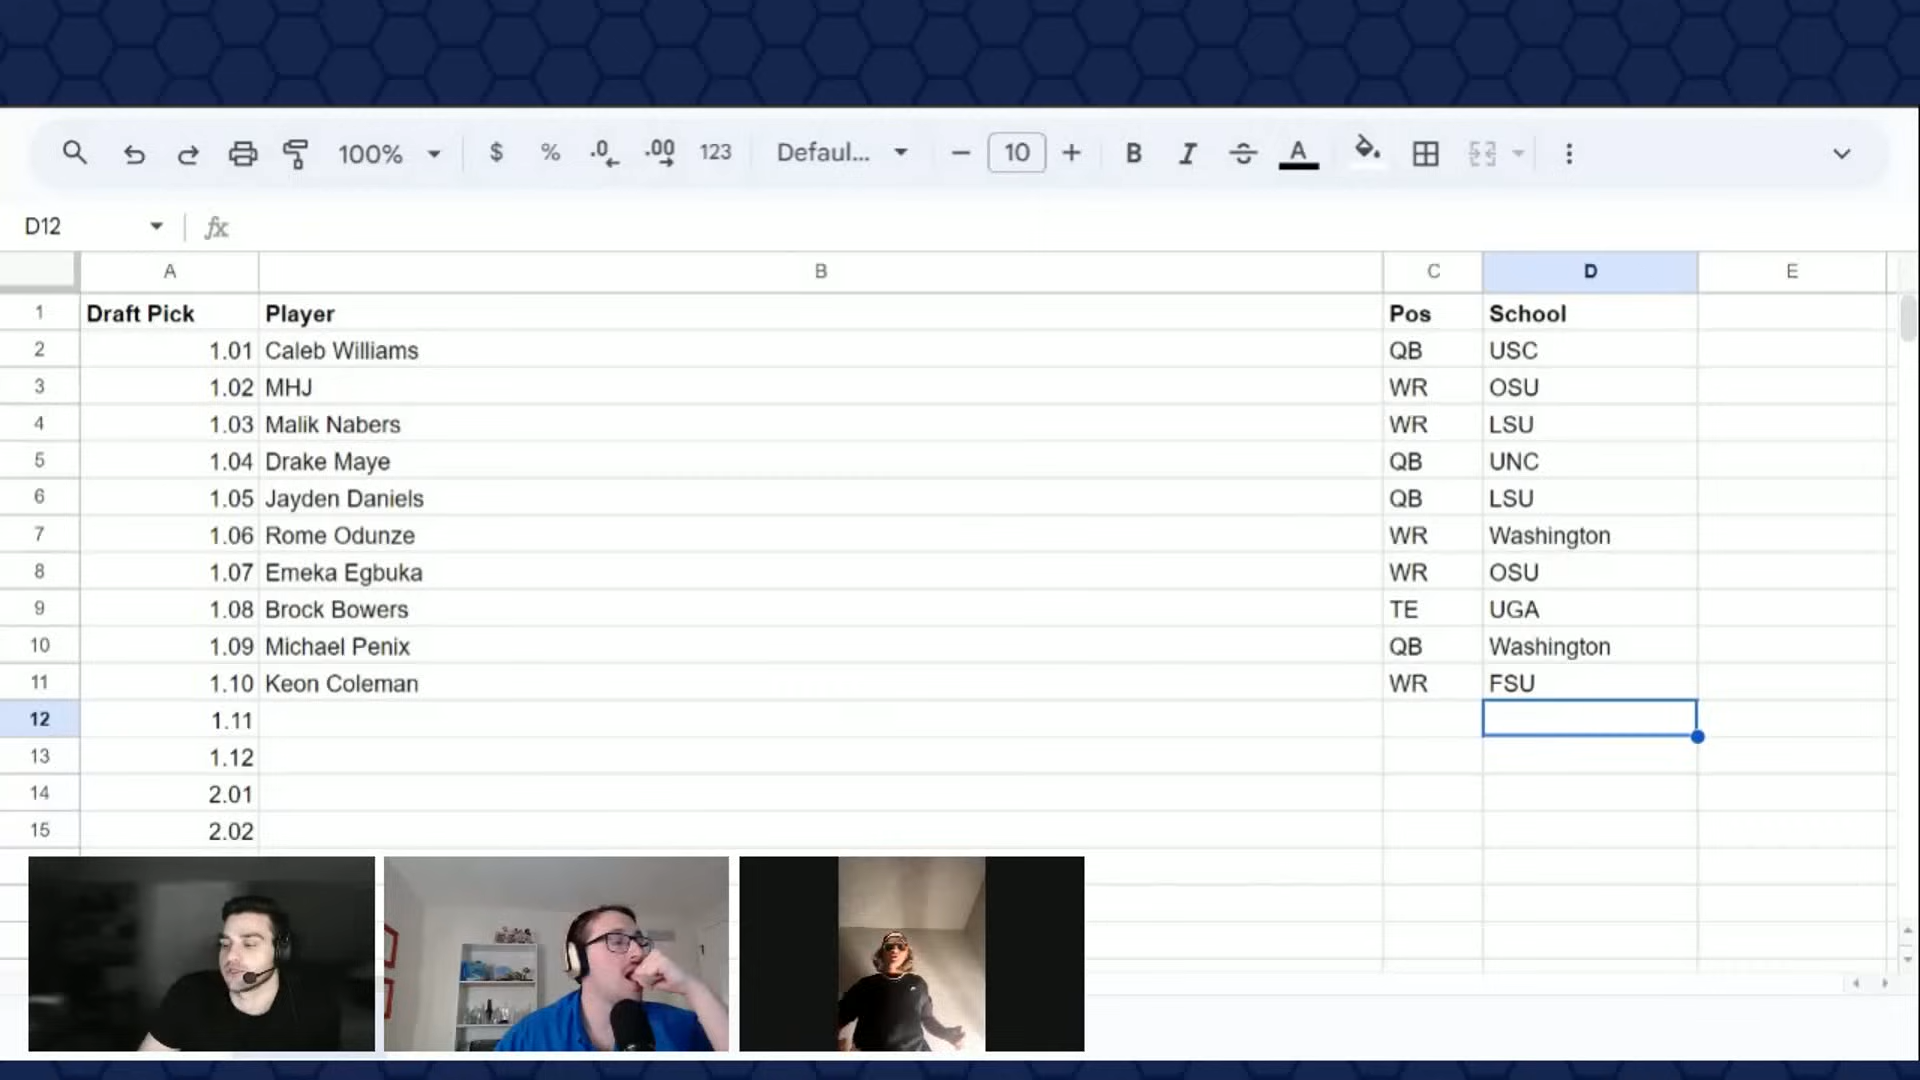 100% $ % .0 .00 123 Defaul... 10 B I S A
D12 fx
A B C D E
1 Draft Pick Player Pos School
2 1.01 Caleb Williams QB USC
3 1.02 MHJ WR OSU
4 1.03 Malik Nabers WR LSU
5 1.04 Drake Maye QB UNC
6 1.05 Jayden Daniels QB LSU
7 1.06 Rome Odunze WR Washington
8 1.07 Emeka Egbuka WR OSU
9 1.08 Brock Bowers TE UGA
10 1.09 Michael Penix QB Washington
11 1.10 Keon Coleman WR FSU
12 1.11
13 1.12
14 2.01
15 2.02